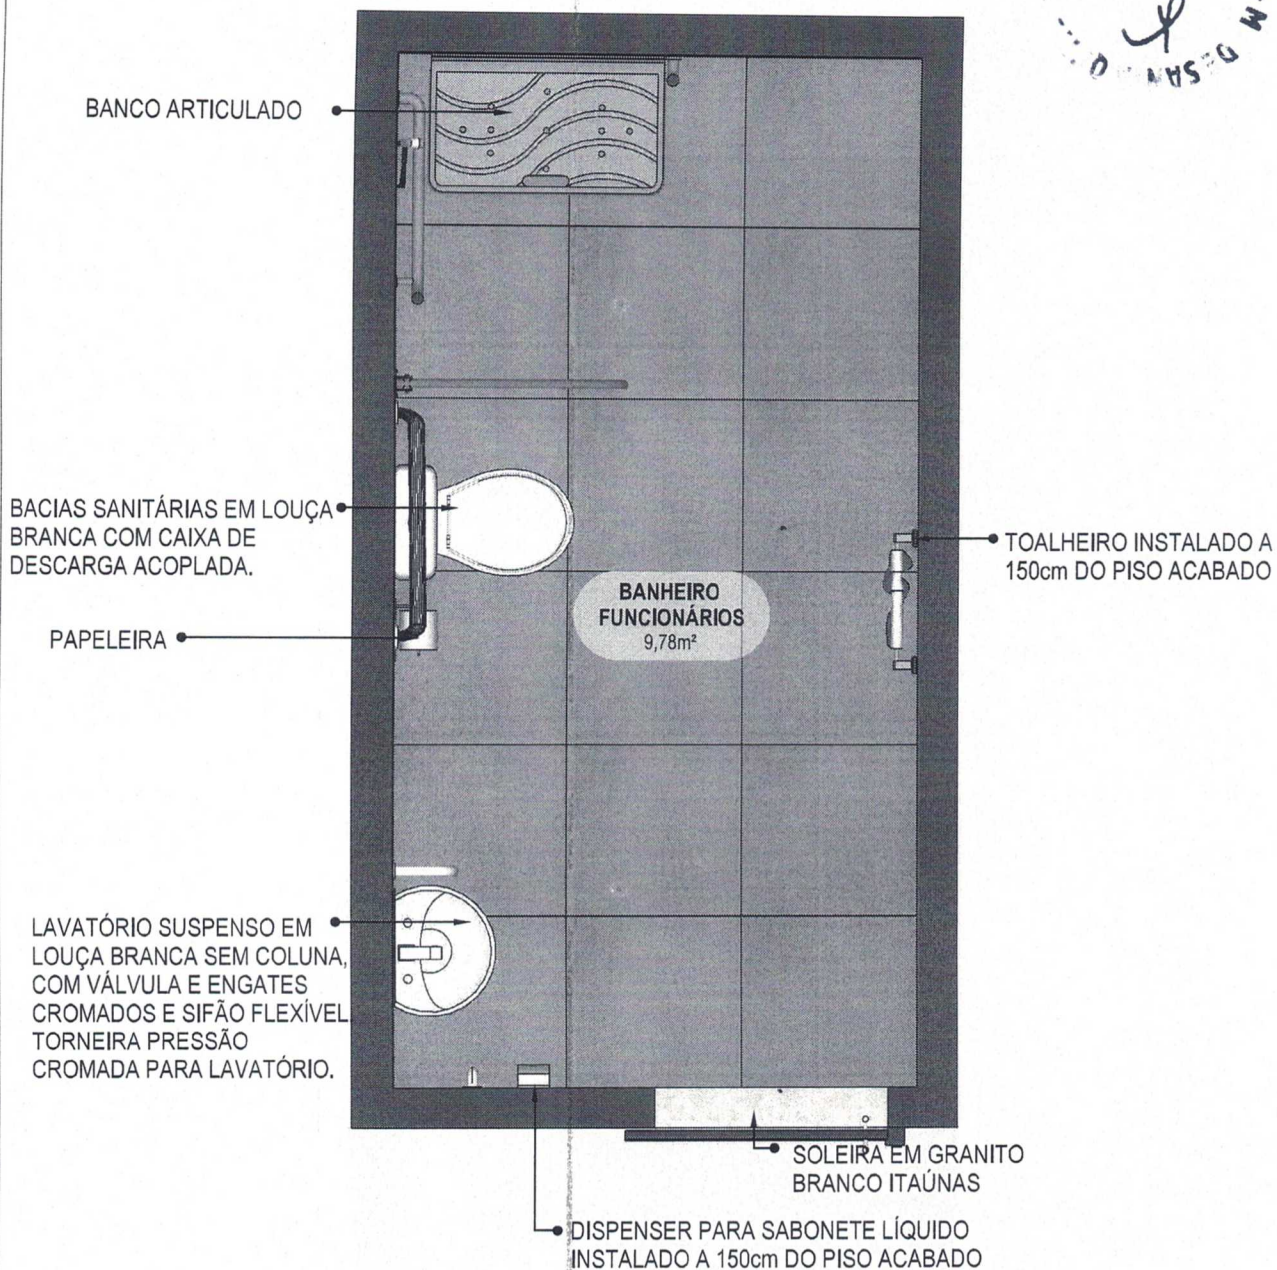 BANCO ARTICULADO
BACIAS SANITÁRIAS EM LOUÇA
BRANCA COM CAIXA DE
DESCARGA ACOPLADA.
TOALHEIRO INSTALADO A
150cm DO PISO ACABADO
BANHEIRO
FUNCIONÁRIOS
9,78m²
PAPELEIRA
LAVATÓRIO SUSPENSO EM
LOUÇA BRANCA SEM COLUNA,
COM VÁLVULA E ENGATES
CROMADOS E SIFÃO FLEXÍVEL.
TORNEIRA PRESSÃO
CROMADA PARA LAVATÓRIO.
SOLEIRA EM GRANITO
BRANCO ITAÚNAS
DISPENSER PARA SABONETE LÍQUIDO
INSTALADO A 150cm DO PISO ACABADO